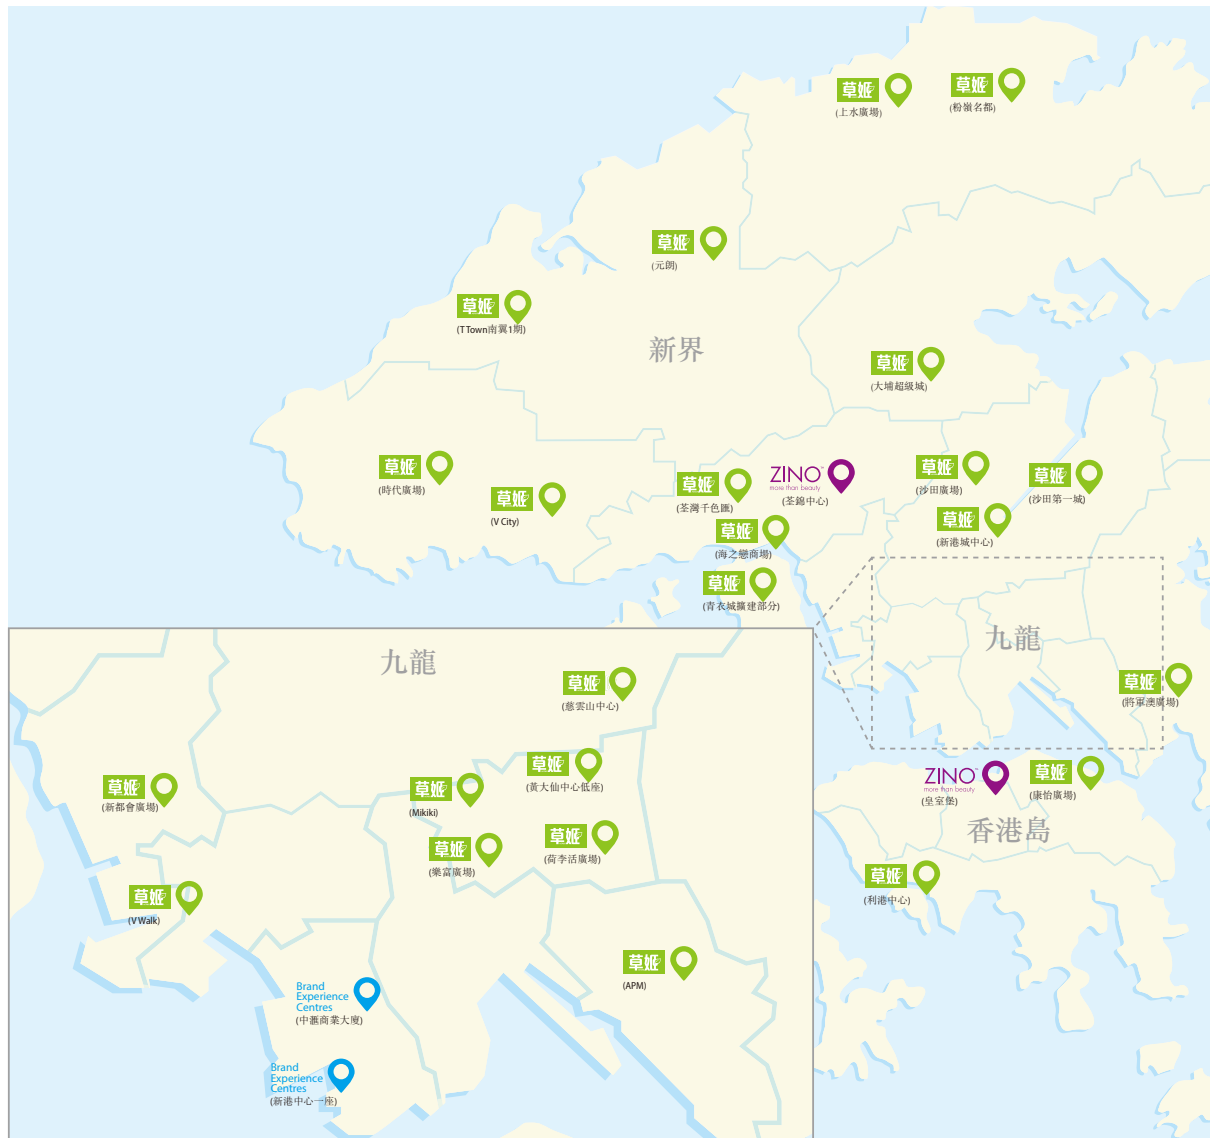 草姬
(上水廣場)
草姬
(粉嶺名都)
草姬
(元朗)
草姬
(T Town南翼1期)
新界
草姬
(大埔超級城)
草姬
(時代廣場)
草姬
(V City)
草姬
(荃灣千色匯)
ZINO™
more than beauty
(荃錦中心)
草姬
(沙田廣場)
草姬
(沙田第一城)
草姬
(新港城中心)
草姬
(海之戀商場)
草姬
(青衣城擴建部分)
九龍
草姬
(將軍澳廣場)
ZINO™
more than beauty
(皇室堡)
草姬
(康怡廣場)
香港島
草姬
(利港中心)
九龍
草姬
(慈雲山中心)
草姬
(黃大仙中心低座)
草姬
(新都會廣場)
草姬
(Mikiki)
草姬
(樂富廣場)
草姬
(荷李活廣場)
草姬
(V Walk)
草姬
(APM)
Brand
Experience
Centres
(中滙商業大廈)
Brand
Experience
Centres
(新港中心一座)